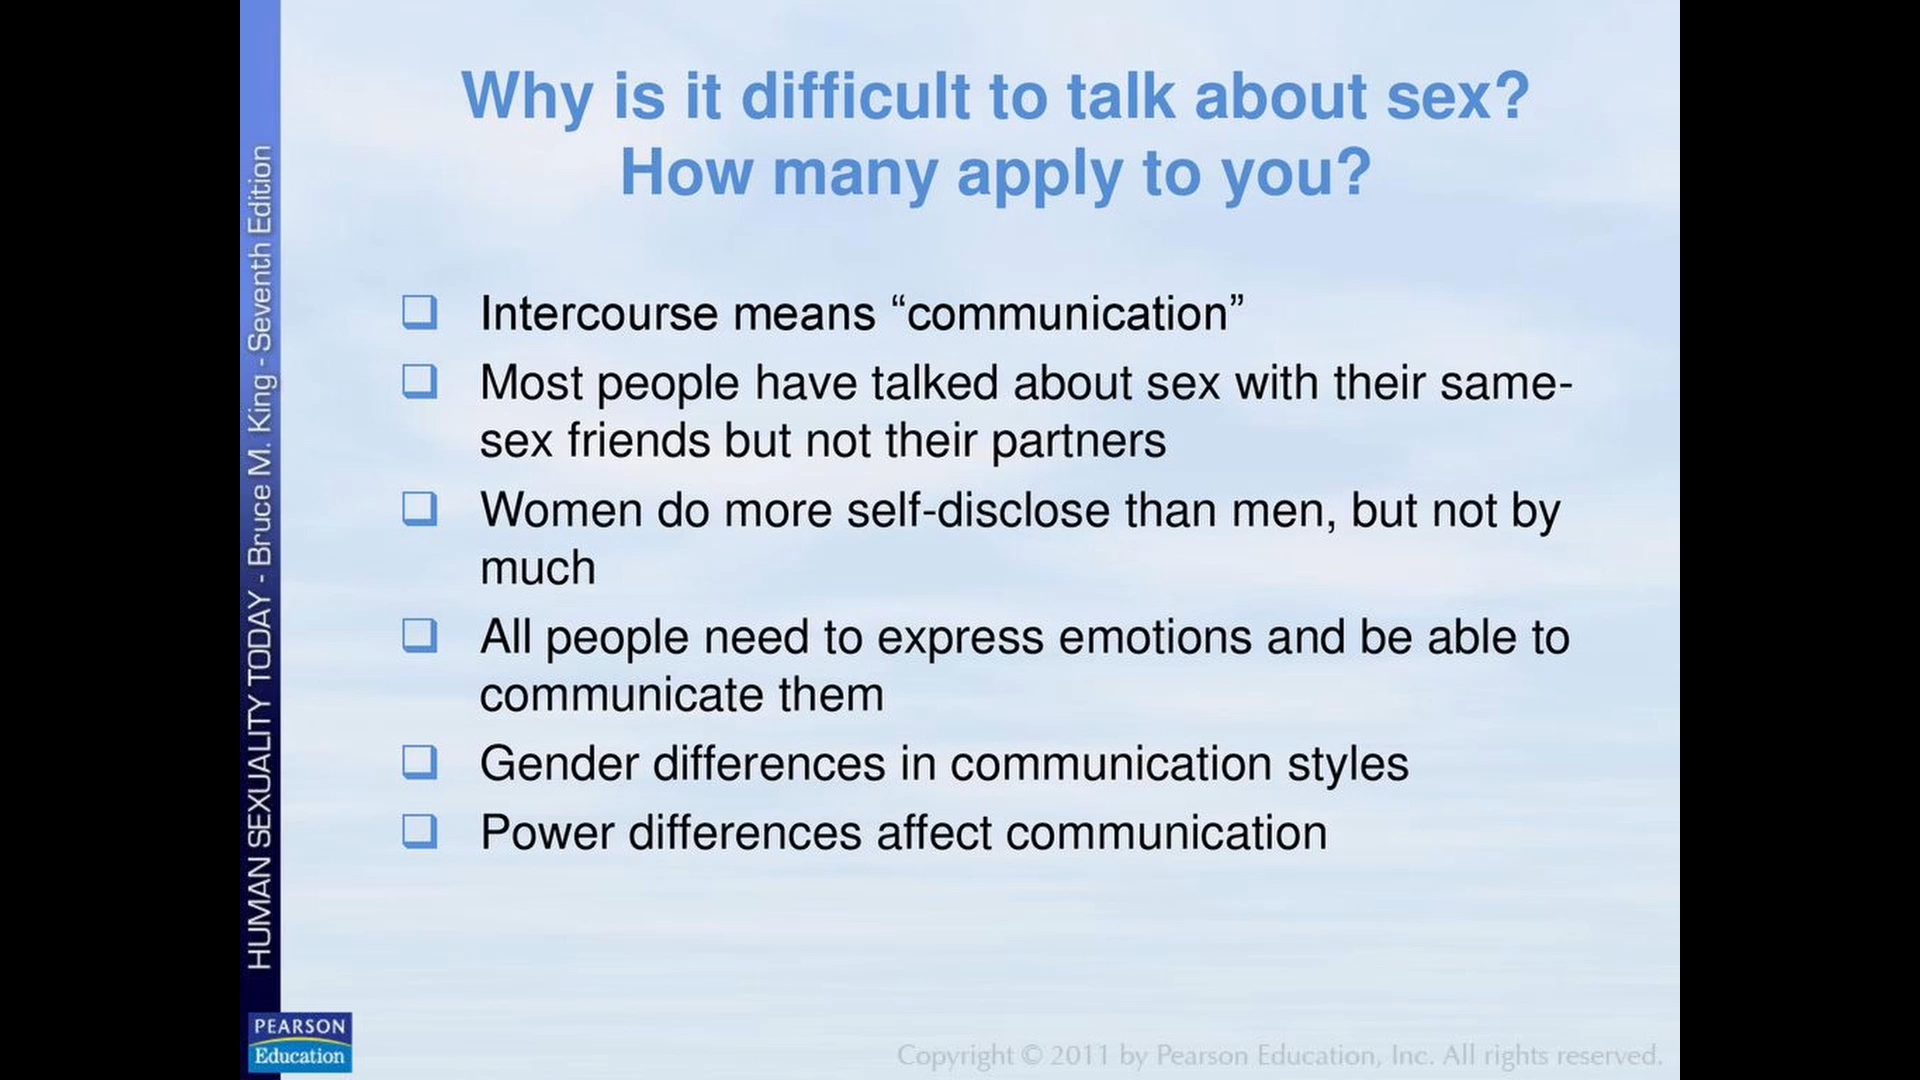 Why is it difficult to talk about sex?
How many apply to you?
Intercourse means “communication”
Most people have talked about sex with their same-
sex friends but not their partners
Women do more self-disclose than men, but not by
much
All people need to express emotions and be able to
communicate them
Gender differences in communication styles
Power differences affect communication
HUMAN SEXUALITY TODAY - Bruce M. King - Seventh Edition
PEARSON
Education
Copyright © 2011 by Pearson Education, Inc. All rights reserved.